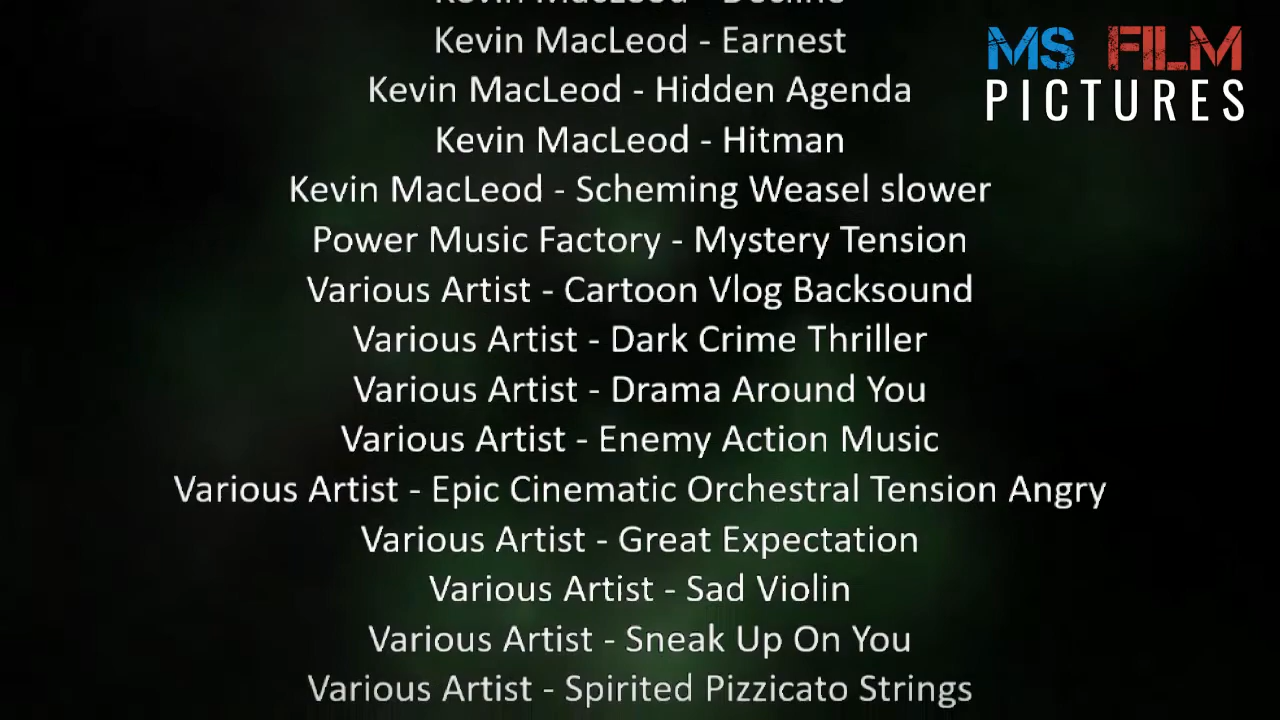 Kevin MacLeod - Decline
Kevin MacLeod - Earnest
Kevin MacLeod - Hidden Agenda
Kevin MacLeod - Hitman
Kevin MacLeod - Scheming Weasel slower
Power Music Factory - Mystery Tension
Various Artist - Cartoon Vlog Backsound
Various Artist - Dark Crime Thriller
Various Artist - Drama Around You
Various Artist - Enemy Action Music
Various Artist - Epic Cinematic Orchestral Tension Angry
Various Artist - Great Expectation
Various Artist - Sad Violin
Various Artist - Sneak Up On You
Various Artist - Spirited Pizzicato Strings
MS FILM
PICTURES